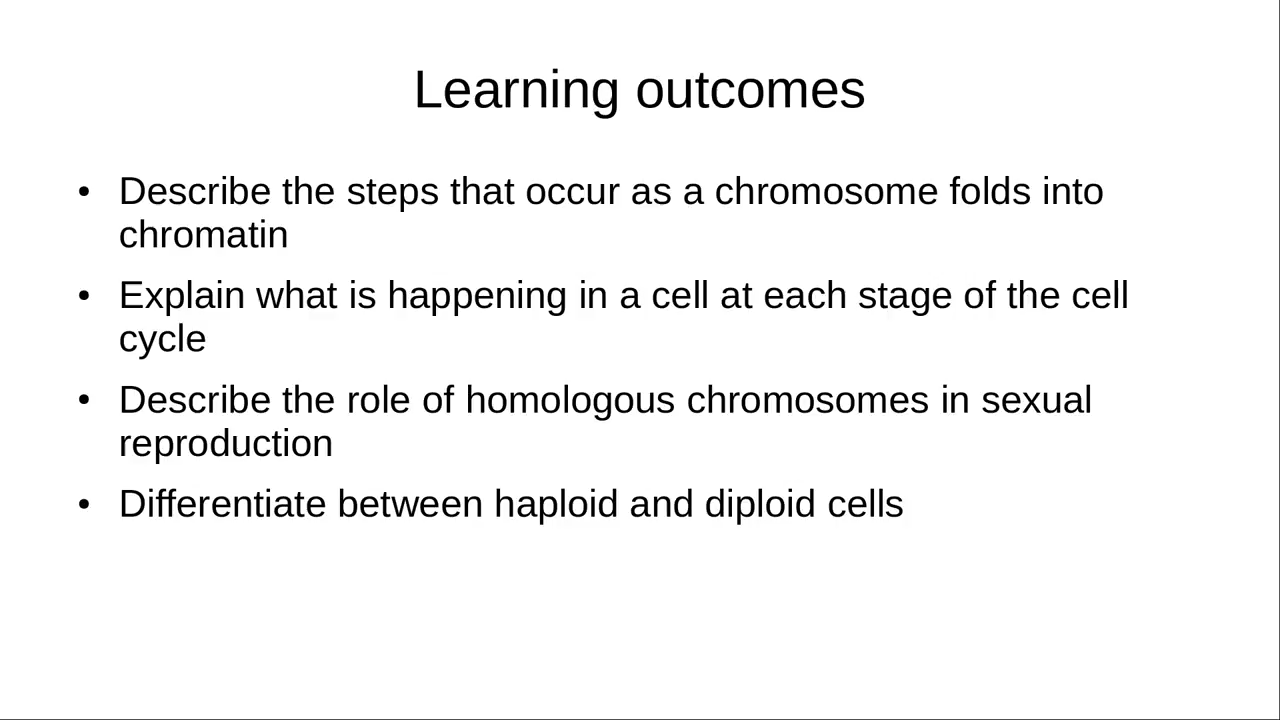 Learning outcomes
• Describe the steps that occur as a chromosome folds into
chromatin
• Explain what is happening in a cell at each stage of the cell
cycle
• Describe the role of homologous chromosomes in sexual
reproduction
• Differentiate between haploid and diploid cells